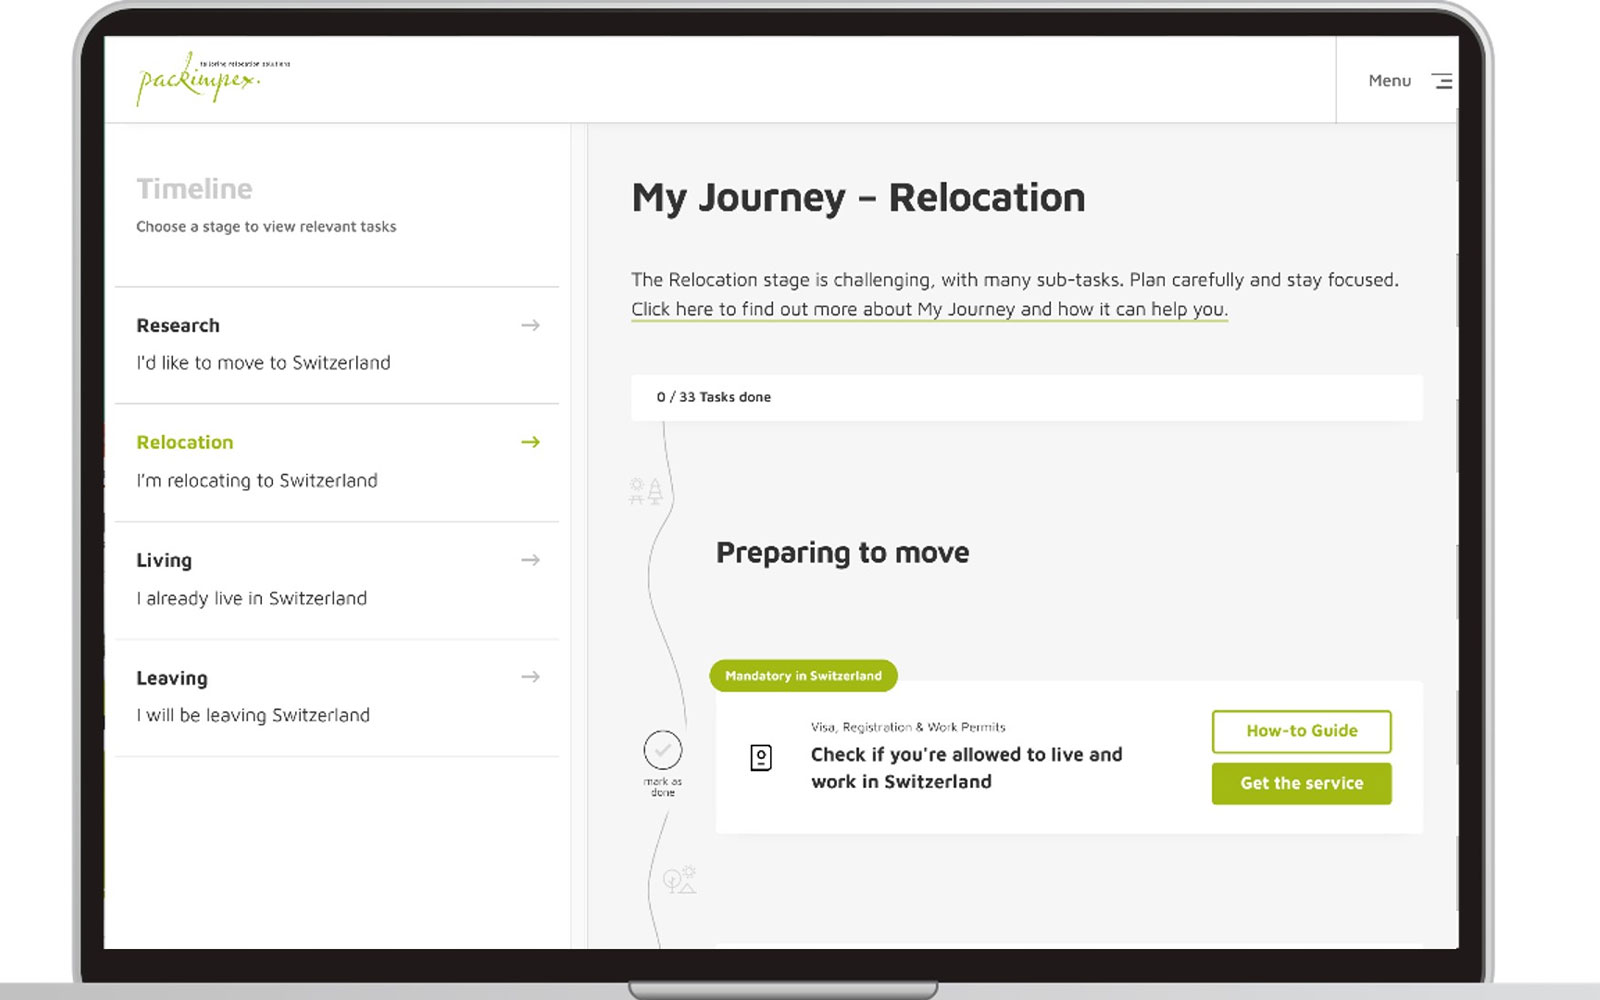 tailoring relocation solutions
packimpex.
Menu
Timeline
Choose a stage to view relevant tasks
Research
I'd like to move to Switzerland
Relocation
I'm relocating to Switzerland
Living
I already live in Switzerland
Leaving
I will be leaving Switzerland
My Journey – Relocation
The Relocation stage is challenging, with many sub-tasks. Plan carefully and stay focused.
Click here to find out more about My Journey and how it can help you.
0 / 33 Tasks done
Preparing to move
Mandatory in Switzerland
mark as
done
Visa, Registration & Work Permits
Check if you're allowed to live and
work in Switzerland
How-to Guide
Get the service